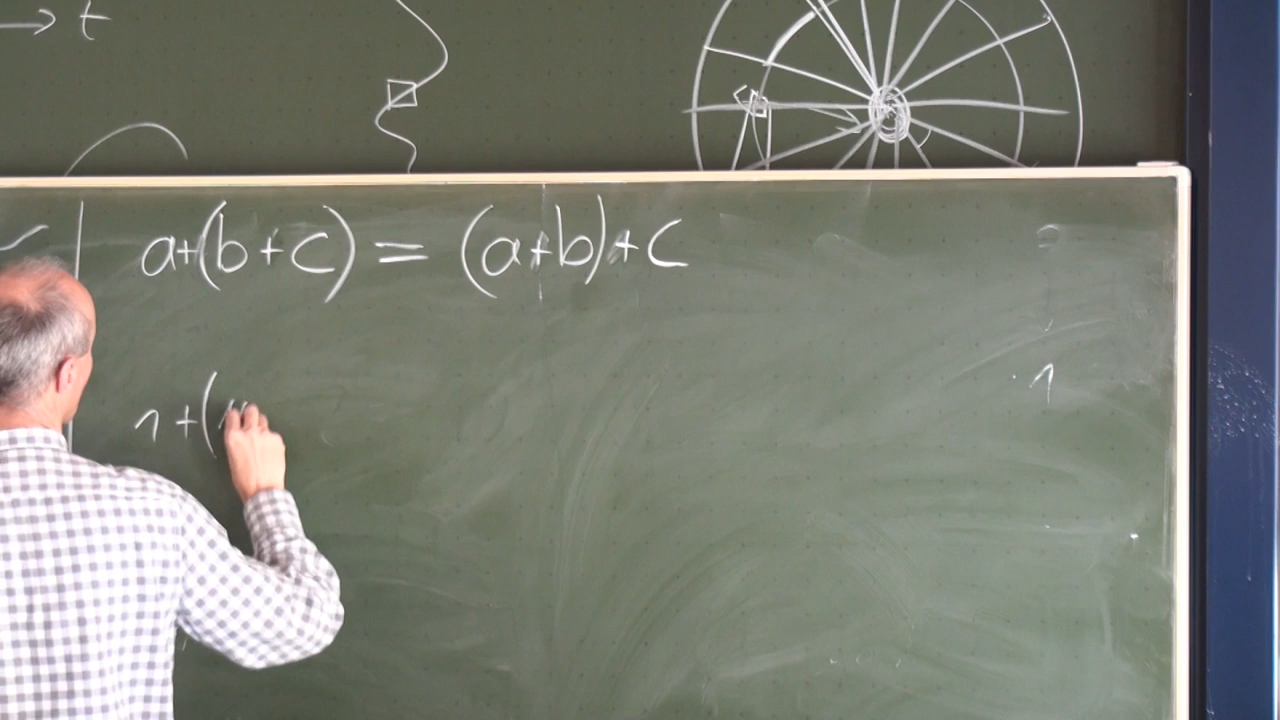 → t
a+(b+c) = (a+b)+c
1
1+(